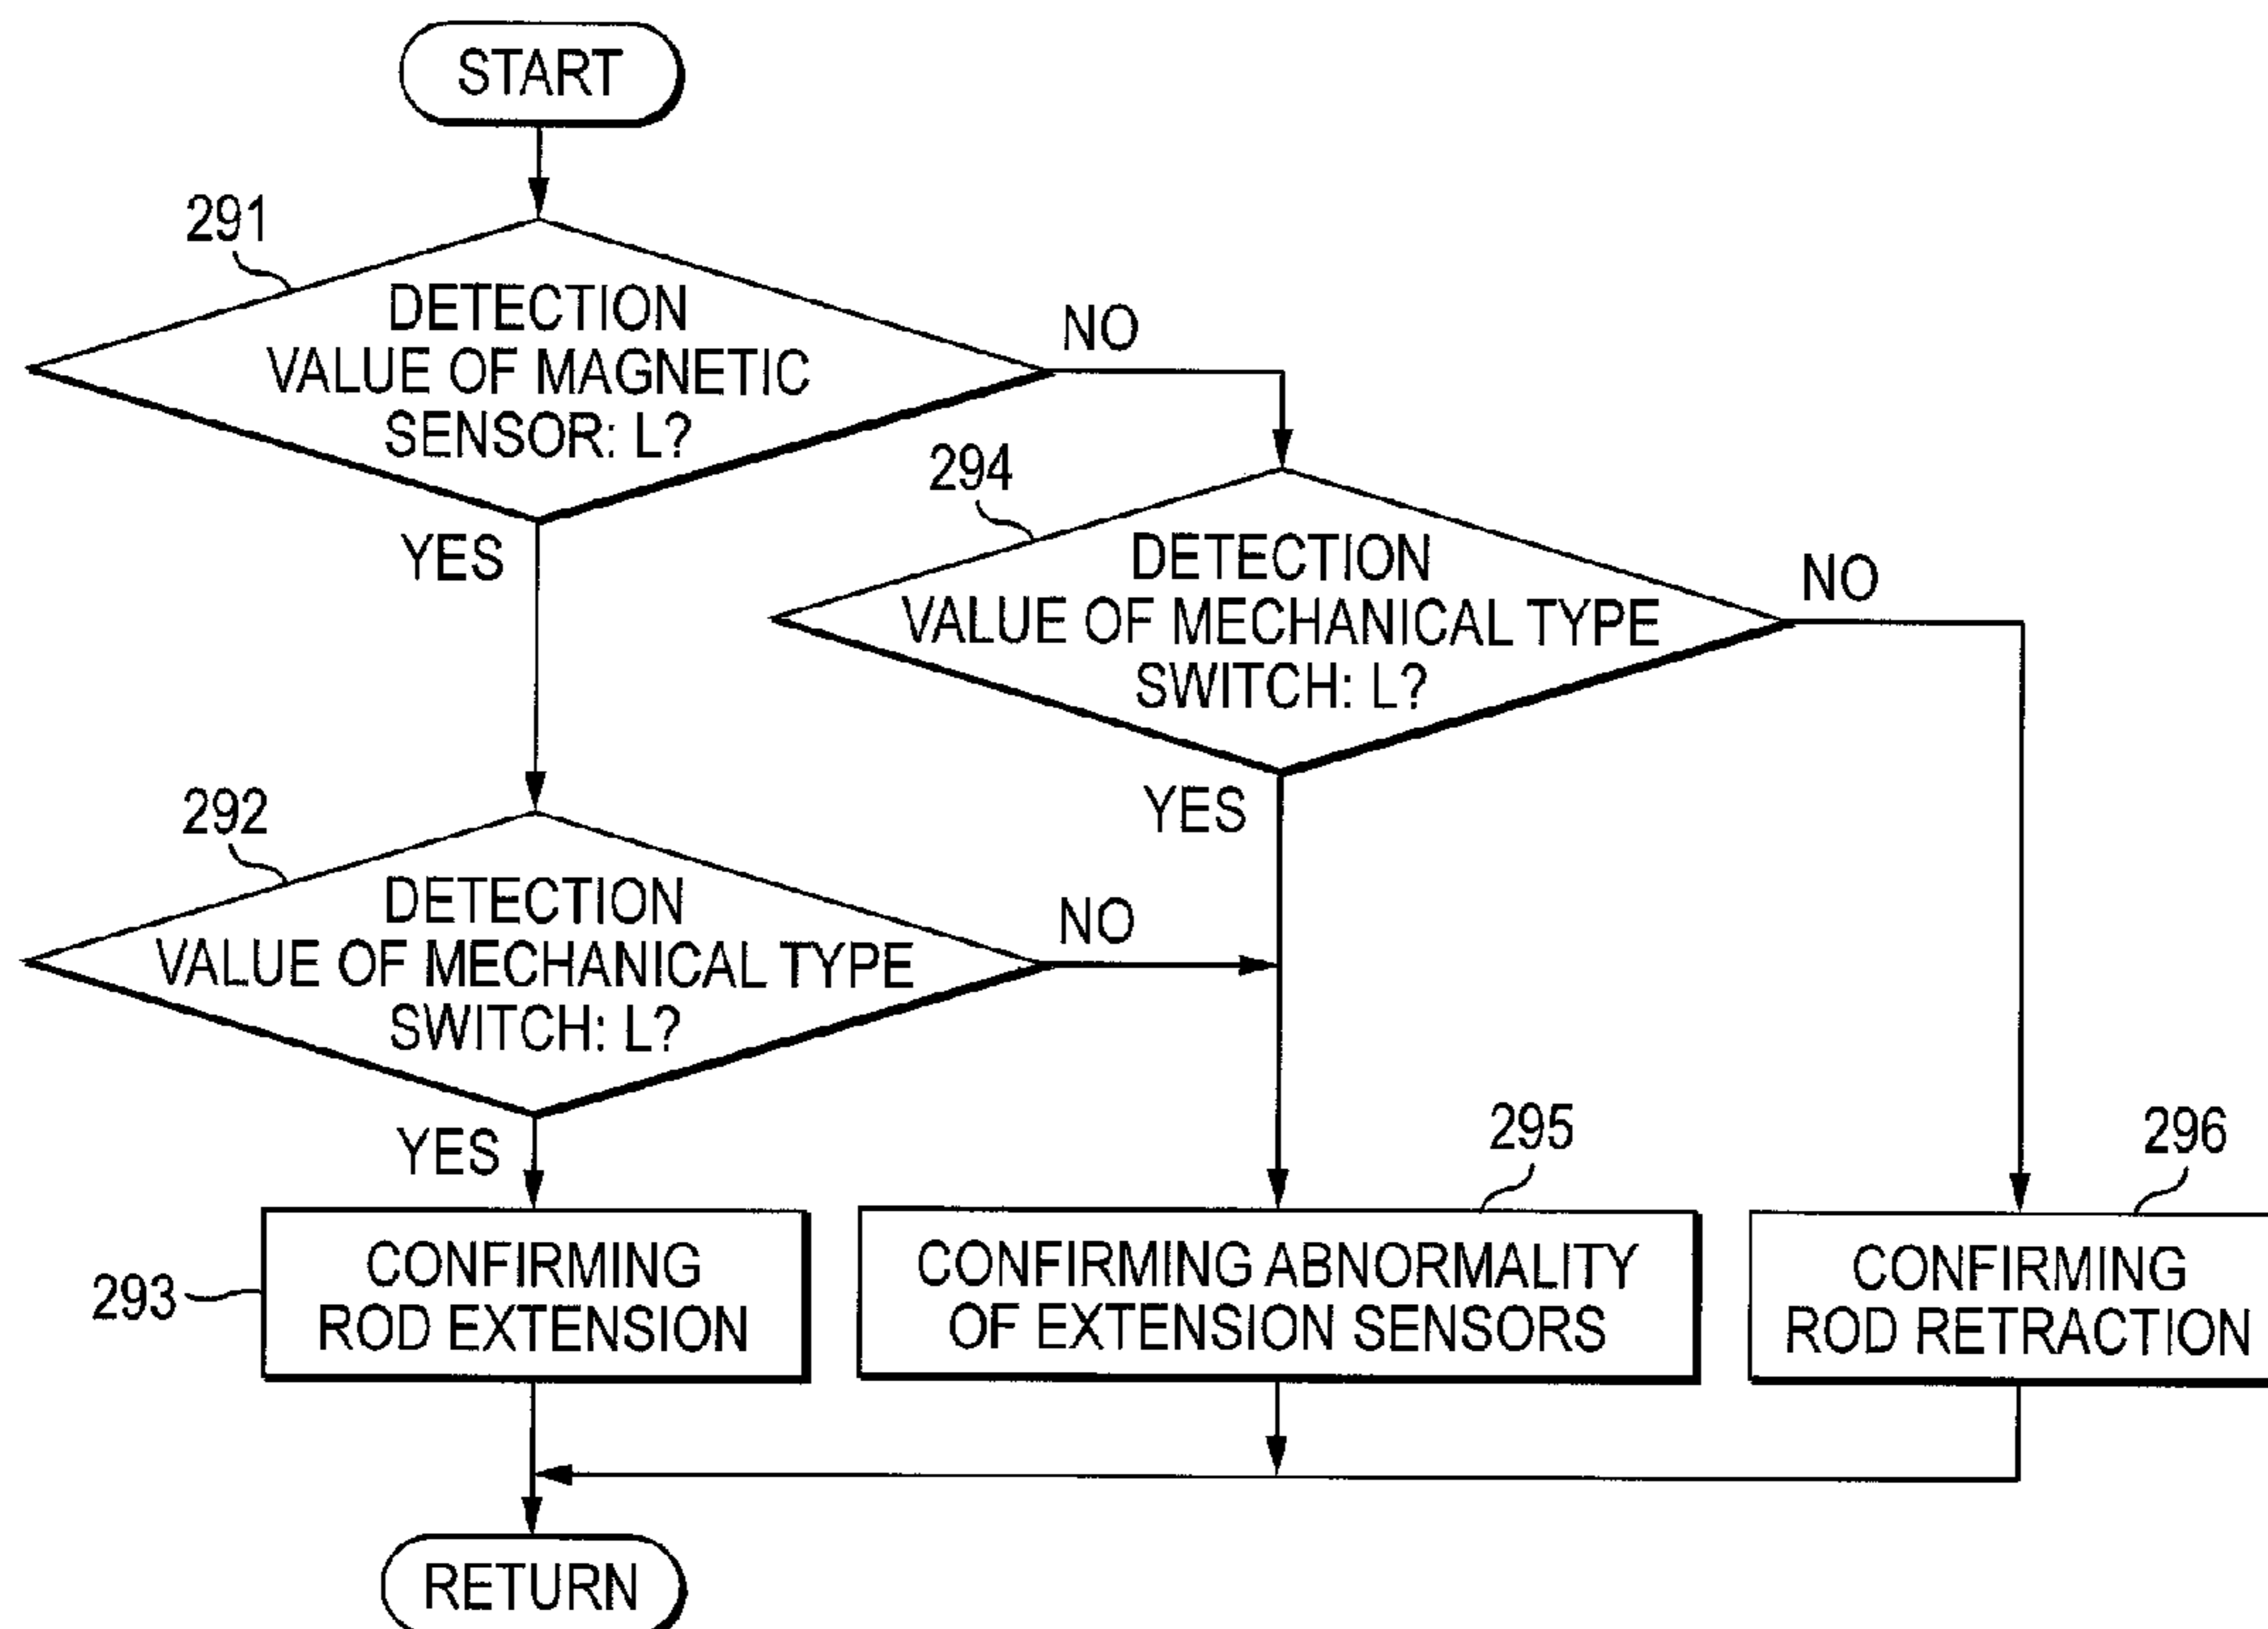 START
291
DETECTION
VALUE OF MAGNETIC
SENSOR: L?
NO
YES
294
DETECTION
VALUE OF MECHANICAL TYPE
SWITCH: L?
NO
YES
292
DETECTION
VALUE OF MECHANICAL TYPE
SWITCH: L?
NO
YES
293
CONFIRMING
ROD EXTENSION
295
CONFIRMING ABNORMALITY
OF EXTENSION SENSORS
296
CONFIRMING
ROD RETRACTION
RETURN